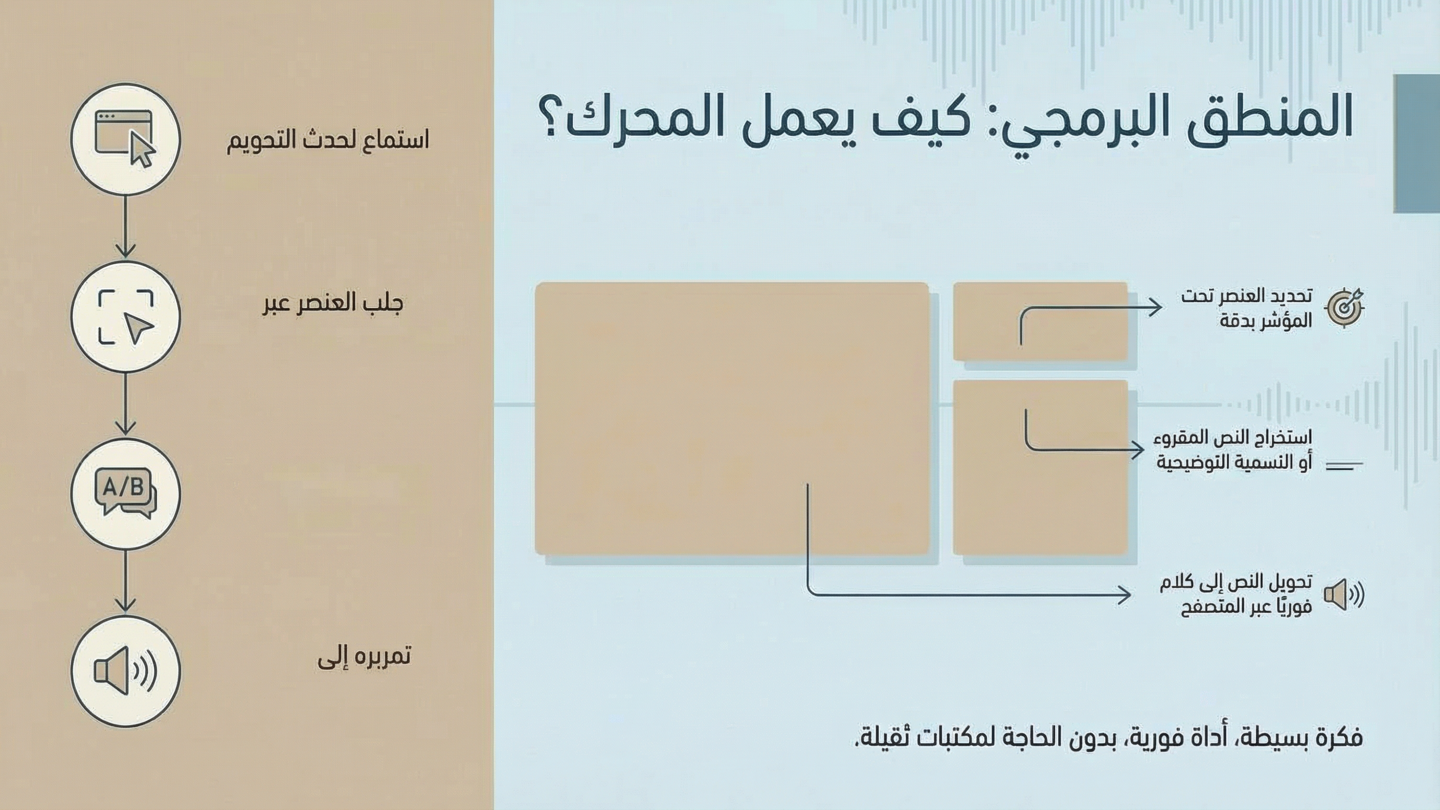 المنطق البرمجي: كيف يعمل المحرك؟
تحديد العنصر تحت
المؤشر بدقة
استخراج النص المقروء
أو التسمية التوضيحية
تحويل النص إلى كلام
فوريًا عبر المتصفح
فكرة بسيطة، أداة فورية، بدون الحاجة لمكتبات ثقيلة.
استماع لحدث التحويم
جلب العنصر عبر
A/B
تمريره إلى